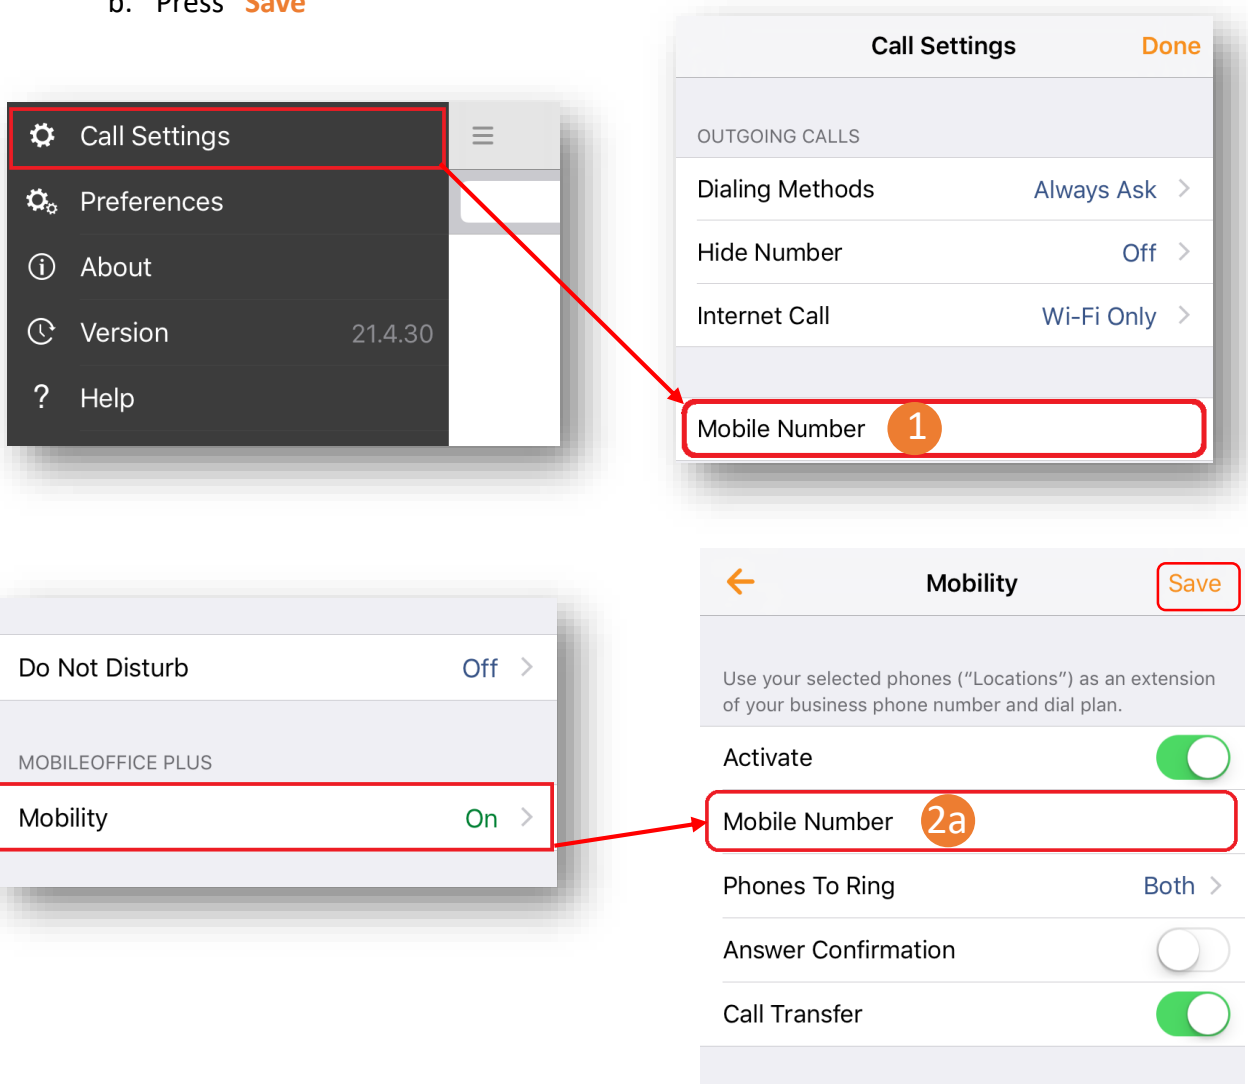 b. Press "Save"
Call Settings
Preferences
About
Version 21.4.30
Help
Call Settings Done
OUTGOING CALLS
Dialing Methods Always Ask
Hide Number Off
Internet Call Wi-Fi Only
Mobile Number 1
Do Not Disturb Off
MOBILEOFFICE PLUS
Mobility On
Mobility Save
Use your selected phones (“Locations”) as an extension
of your business phone number and dial plan.
Activate
Mobile Number 2a
Phones To Ring Both
Answer Confirmation
Call Transfer